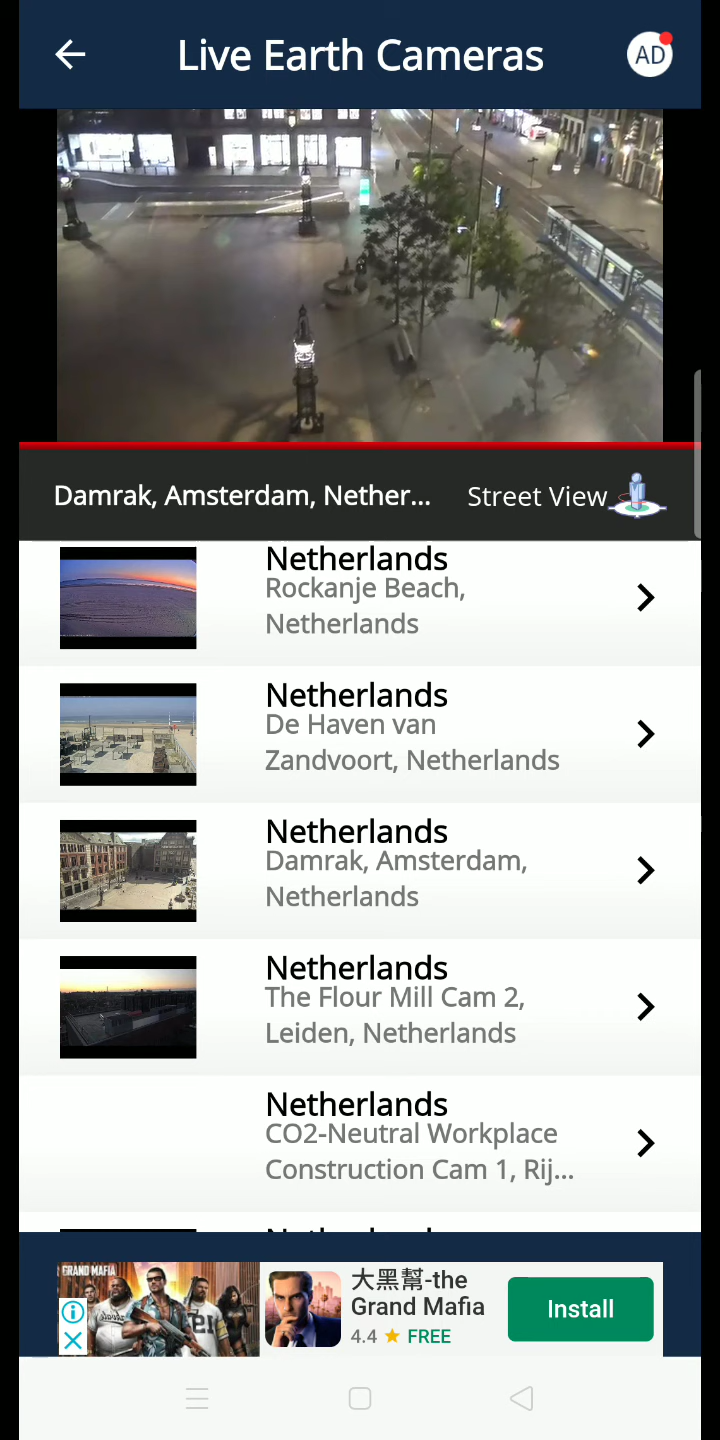 Live Earth Cameras
AD
Damrak, Amsterdam, Nether...
Street View
Netherlands
Rockanje Beach,
Netherlands
Netherlands
De Haven van
Zandvoort, Netherlands
Netherlands
Damrak, Amsterdam,
Netherlands
Netherlands
The Flour Mill Cam 2,
Leiden, Netherlands
Netherlands
CO2-Neutral Workplace
Construction Cam 1, Rij...
GRAND MAFIA
大黑幫-the
Grand Mafia
4.4 ★ FREE
Install